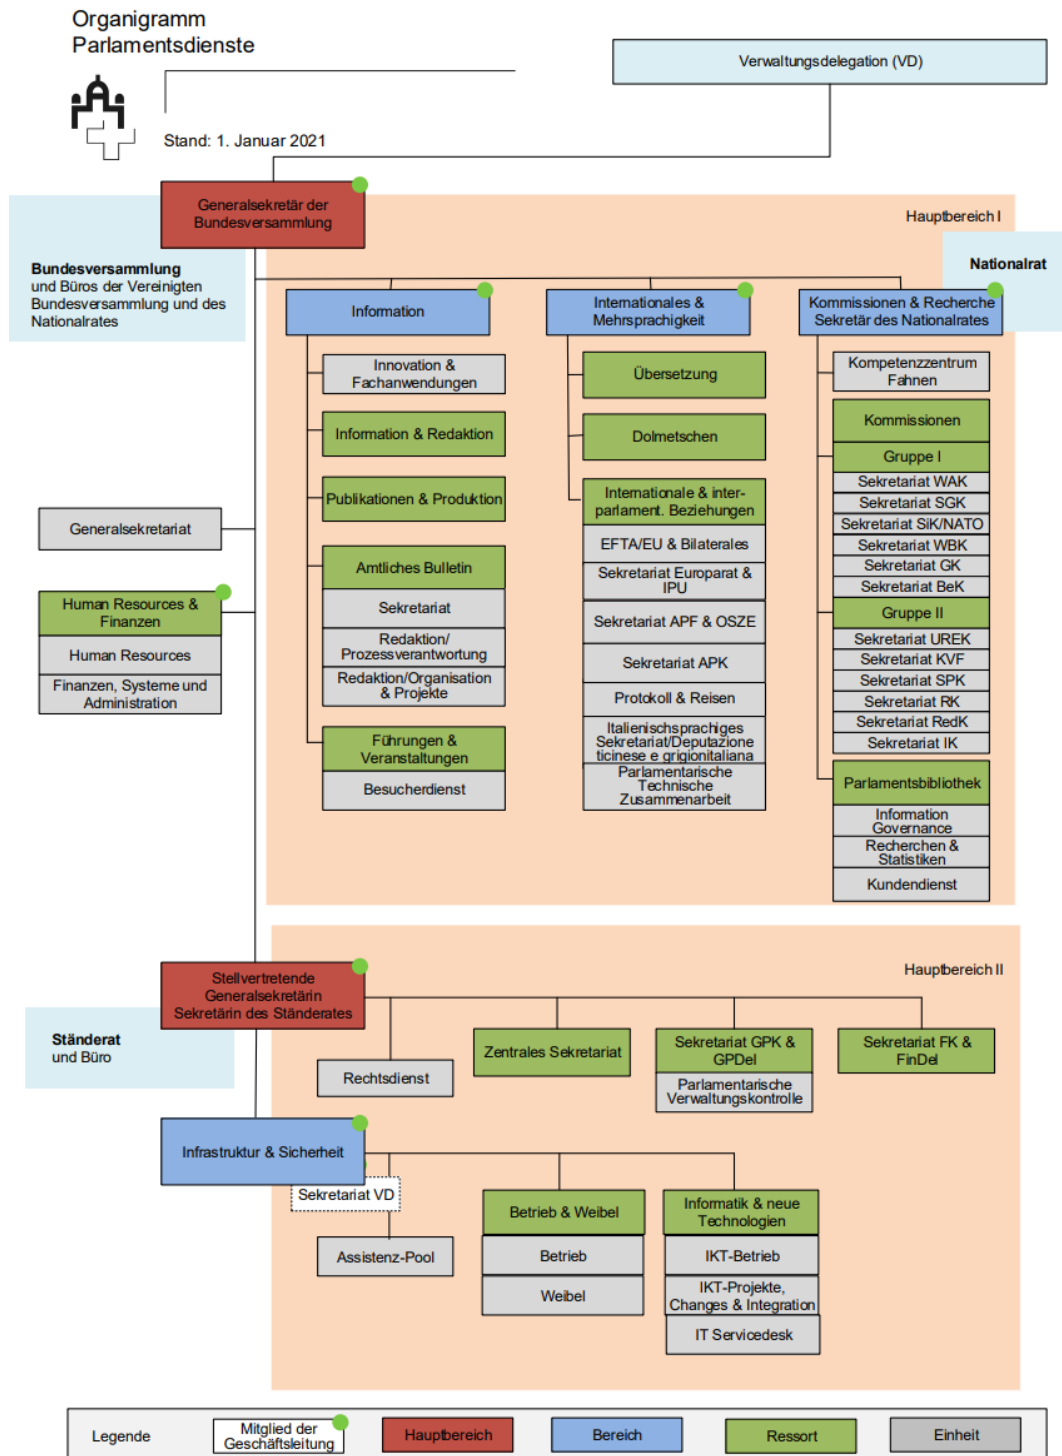 Organigramm
Parlamentsdienste
Verwaltungsdelegation (VD)
Stand: 1. Januar 2021
Generalsekretär der
Bundesversammlung
Hauptbereich I
Bundesversammlung
und Büros der Vereinigten
Bundesversammlung und des
Nationalrates
Nationalrat
Information
Internationales &
Mehrsprachigkeit
Kommissionen & Recherche
Sekretär des Nationalrates
Innovation &
Fachanwendungen
Information & Redaktion
Publikationen & Produktion
Amtliches Bulletin
Sekretariat
Redaktion/
Prozessverantwortung
Redaktion/Organisation
& Projekte
Führungen &
Veranstaltungen
Besucherdienst
Übersetzung
Dolmetschen
Internationale & inter-
parlament. Beziehungen
EFTA/EU & Bilaterales
Sekretariat Europarat &
IPU
Sekretariat APF & OSZE
Sekretariat APK
Protokoll & Reisen
Italienischsprachiges
Sekretariat/Deputazione
ticinese e grigionitaliana
Parlamentarische
Technische
Zusammenarbeit
Kompetenzzentrum
Fahnen
Kommissionen
Gruppe I
Sekretariat WAK
Sekretariat SGK
Sekretariat SiK/NATO
Sekretariat WBK
Sekretariat GK
Sekretariat BeK
Gruppe II
Sekretariat UREK
Sekretariat KVF
Sekretariat SPK
Sekretariat RK
Sekretariat RedK
Sekretariat IK
Parlamentsbibliothek
Information
Governance
Recherchen &
Statistiken
Kundendienst
Generalsekretariat
Human Resources &
Finanzen
Human Resources
Finanzen, Systeme und
Administration
Hauptbereich II
Stellvertretende
Generalsekretärin
Sekretärin des Ständerates
Ständerat
und Büro
Rechtsdienst
Zentrales Sekretariat
Sekretariat GPK &
GPDel
Parlamentarische
Verwaltungskontrolle
Sekretariat FK &
FinDel
Infrastruktur & Sicherheit
Sekretariat VD
Assistenz-Pool
Betrieb & Weibel
Betrieb
Weibel
Informatik & neue
Technologien
IKT-Betrieb
IKT-Projekte,
Changes & Integration
IT Servicedesk
Legende
Mitglied der
Geschäftsleitung
Hauptbereich
Bereich
Ressort
Einheit